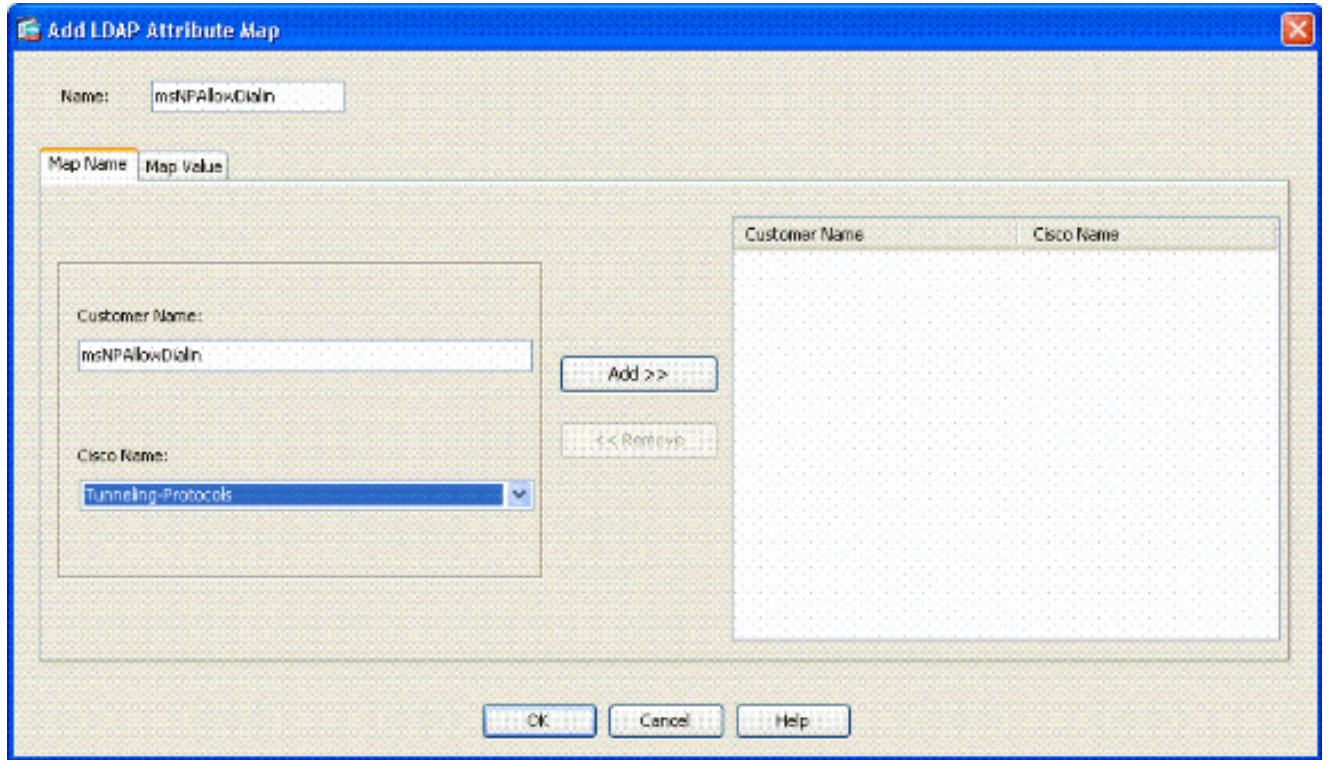 Add LDAP Attribute Map
Name: msNPAllowDialin
Map Name Map Value
Customer Name Cisco Name
Customer Name:
msNPAllowDialin
Add >>
<< Remove
Cisco Name:
Tunneling-Protocols
OK Cancel Help